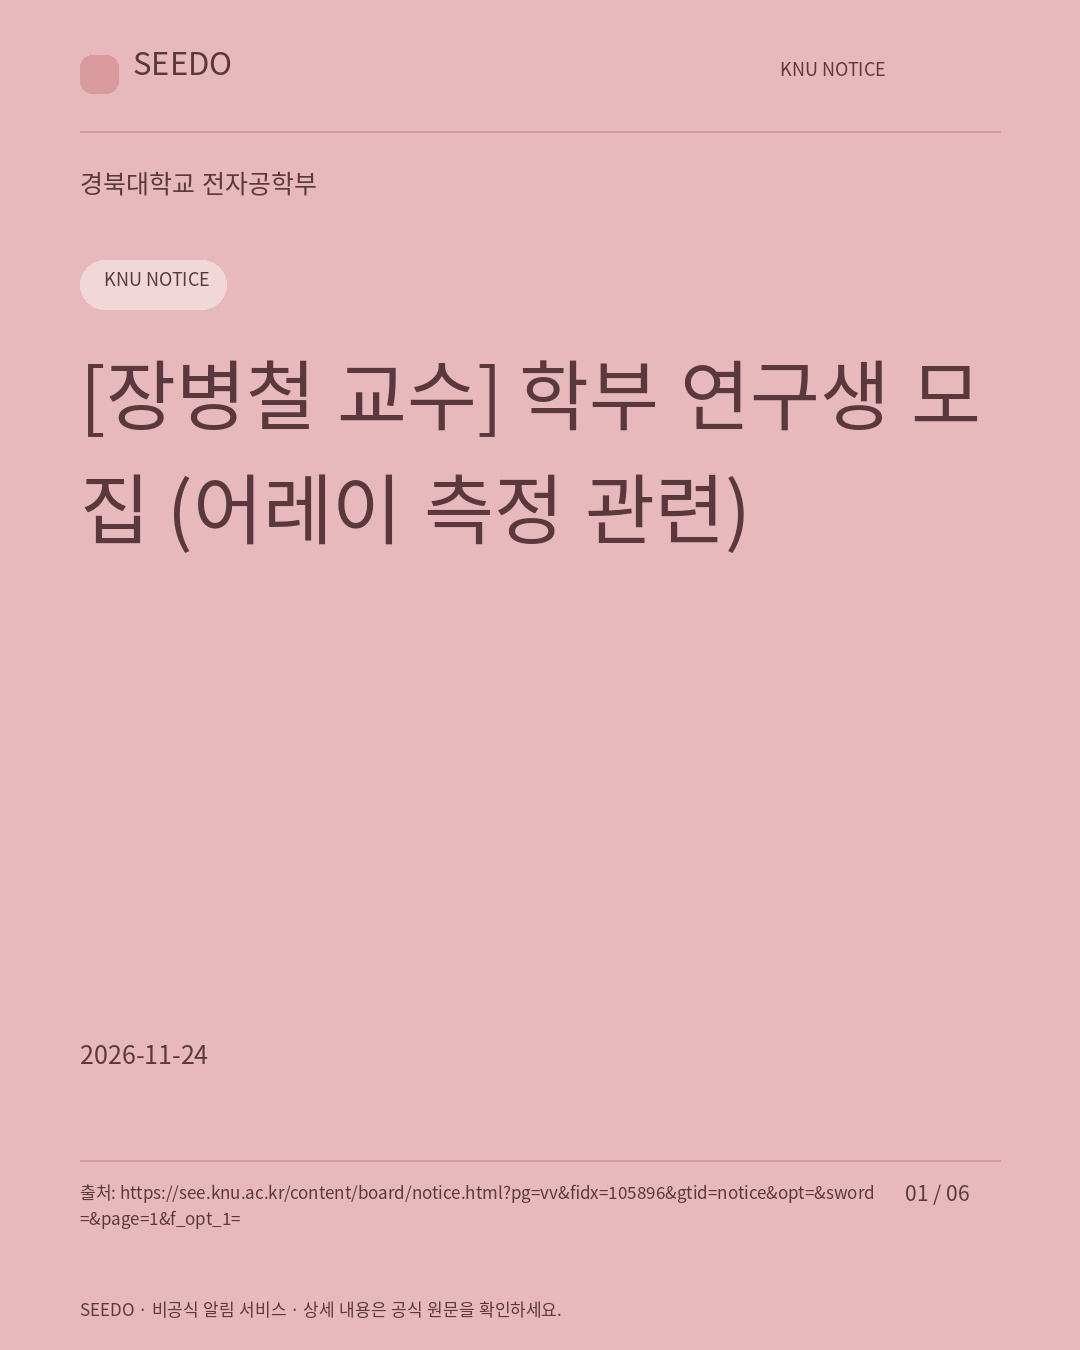 SEEDO
KNU NOTICE
경북대학교 전자공학부
KNU NOTICE
[장병철 교수] 학부 연구생 모
집 (어레이 측정 관련)
2026-11-24
출처: https://see.knu.ac.kr/content/board/notice.html?pg=vv&fidx=105896&gtid=notice&opt=&sword
=&page=1&f_opt_1=
01 / 06
SEEDO · 비공식 알림 서비스 · 상세 내용은 공식 원문을 확인하세요.